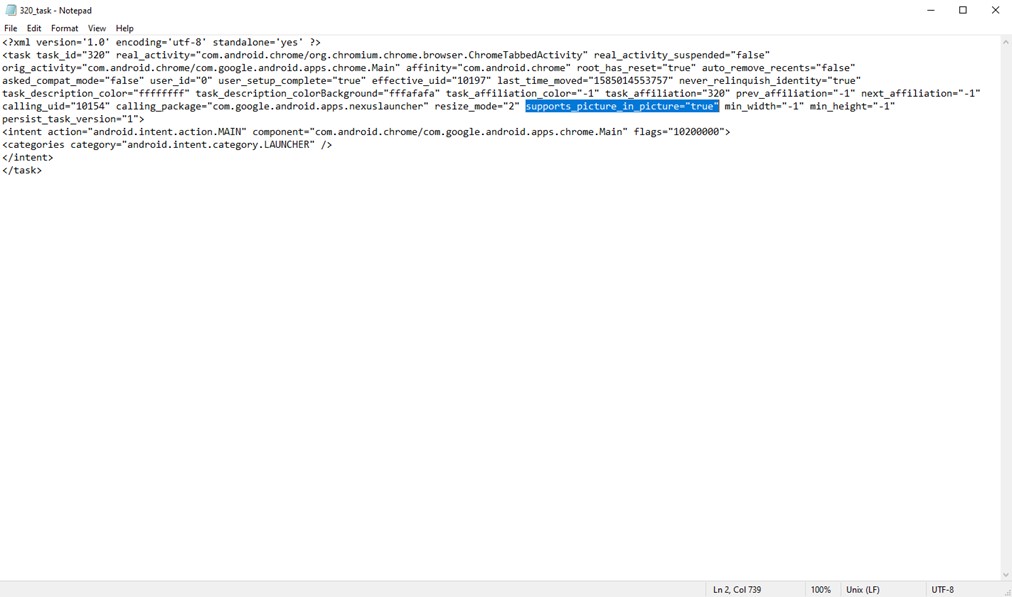 320_task - Notepad
File Edit Format View Help
<?xml version='1.0' encoding='utf-8' standalone='yes' ?>
<task task_id="320" real_activity="com.android.chrome/org.chromium.chrome.browser.ChromeTabbedActivity" real_activity_suspended="false"
orig_activity="com.android.chrome/com.google.android.apps.chrome.Main" affinity="com.android.chrome" root_has_reset="true" auto_remove_recents="false"
asked_compat_mode="false" user_id="0" user_setup_complete="true" effective_uid="10197" last_time_moved="1585014553757" never_relinquish_identity="true"
task_description_color="ffffffff" task_description_colorBackground="fffafafa" task_affiliation_color="-1" task_affiliation="320" prev_affiliation="-1" next_affiliation="-1"
calling_uid="10154" calling_package="com.google.android.apps.nexuslauncher" resize_mode="2" supports_picture_in_picture="true" min_width="-1" min_height="-1"
persist_task_version="1">
<intent action="android.intent.action.MAIN" component="com.android.chrome/com.google.android.apps.chrome.Main" flags="10200000">
<categories category="android.intent.category.LAUNCHER" />
</intent>
</task>
Ln 2, Col 739 100% Unix (LF) UTF-8